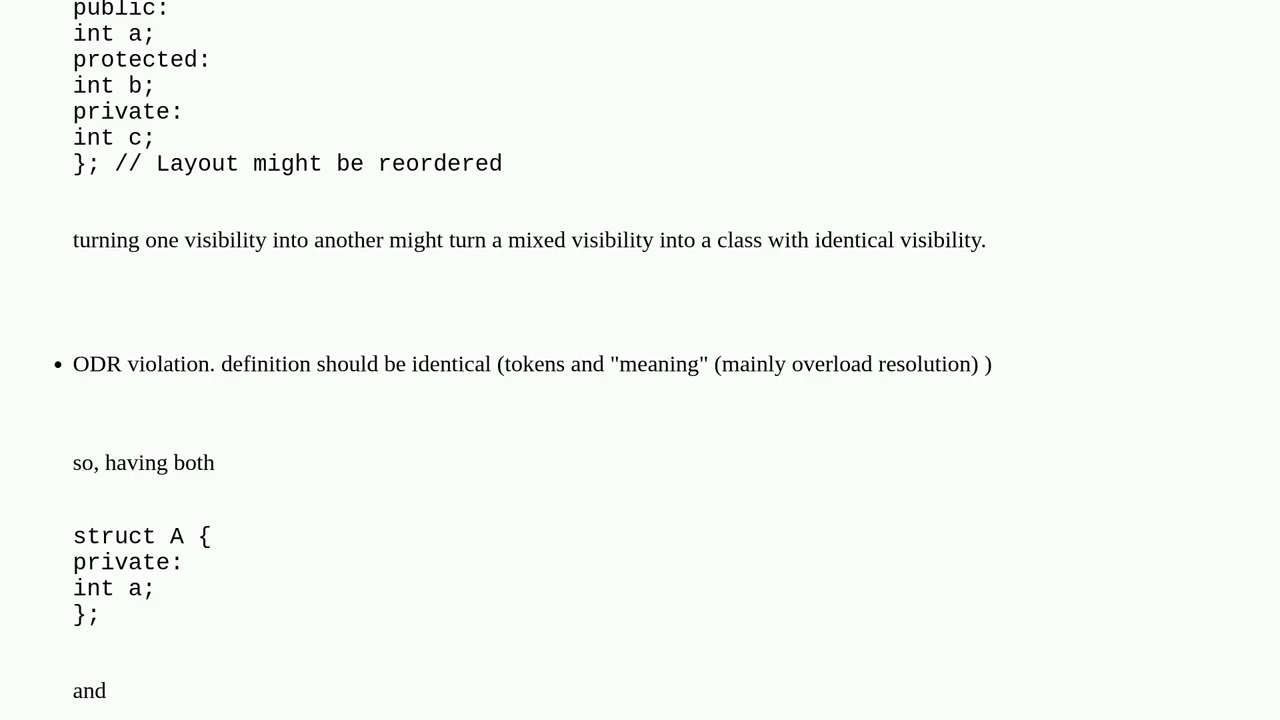 public:
int a;
protected:
int b;
private:
int c;
}; // Layout might be reordered
turning one visibility into another might turn a mixed visibility into a class with identical visibility.
• ODR violation. definition should be identical (tokens and "meaning" (mainly overload resolution) )
so, having both
struct A {
private:
int a;
};
and